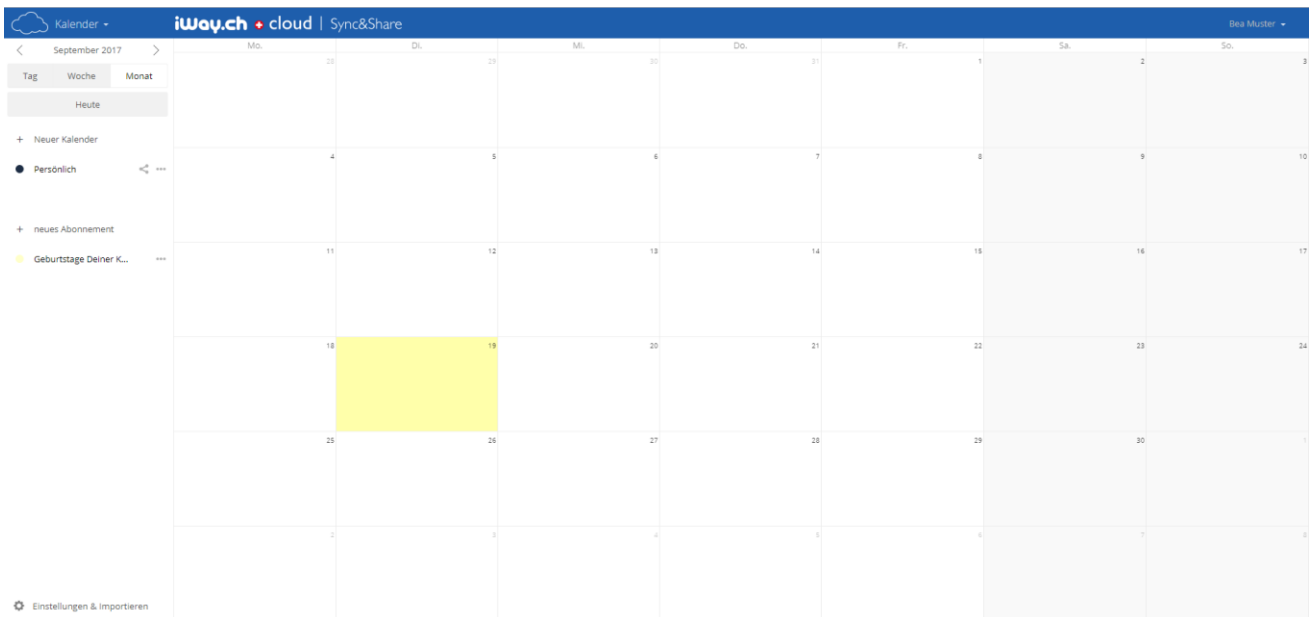 Kalender
iWay.ch cloud | Sync&Share
Bea Muster
September 2017
Tag Woche Monat
Heute
+ Neuer Kalender
Persönlich
+ neues Abonnement
Geburtstage Deiner K...
Einstellungen & Importieren
Mo. Di. Mi. Do. Fr. Sa. So.
28 29 30 31 1 2 3
4 5 6 7 8 9 10
11 12 13 14 15 16 17
18 19 20 21 22 23 24
25 26 27 28 29 30 1
2 3 4 5 6 7 8